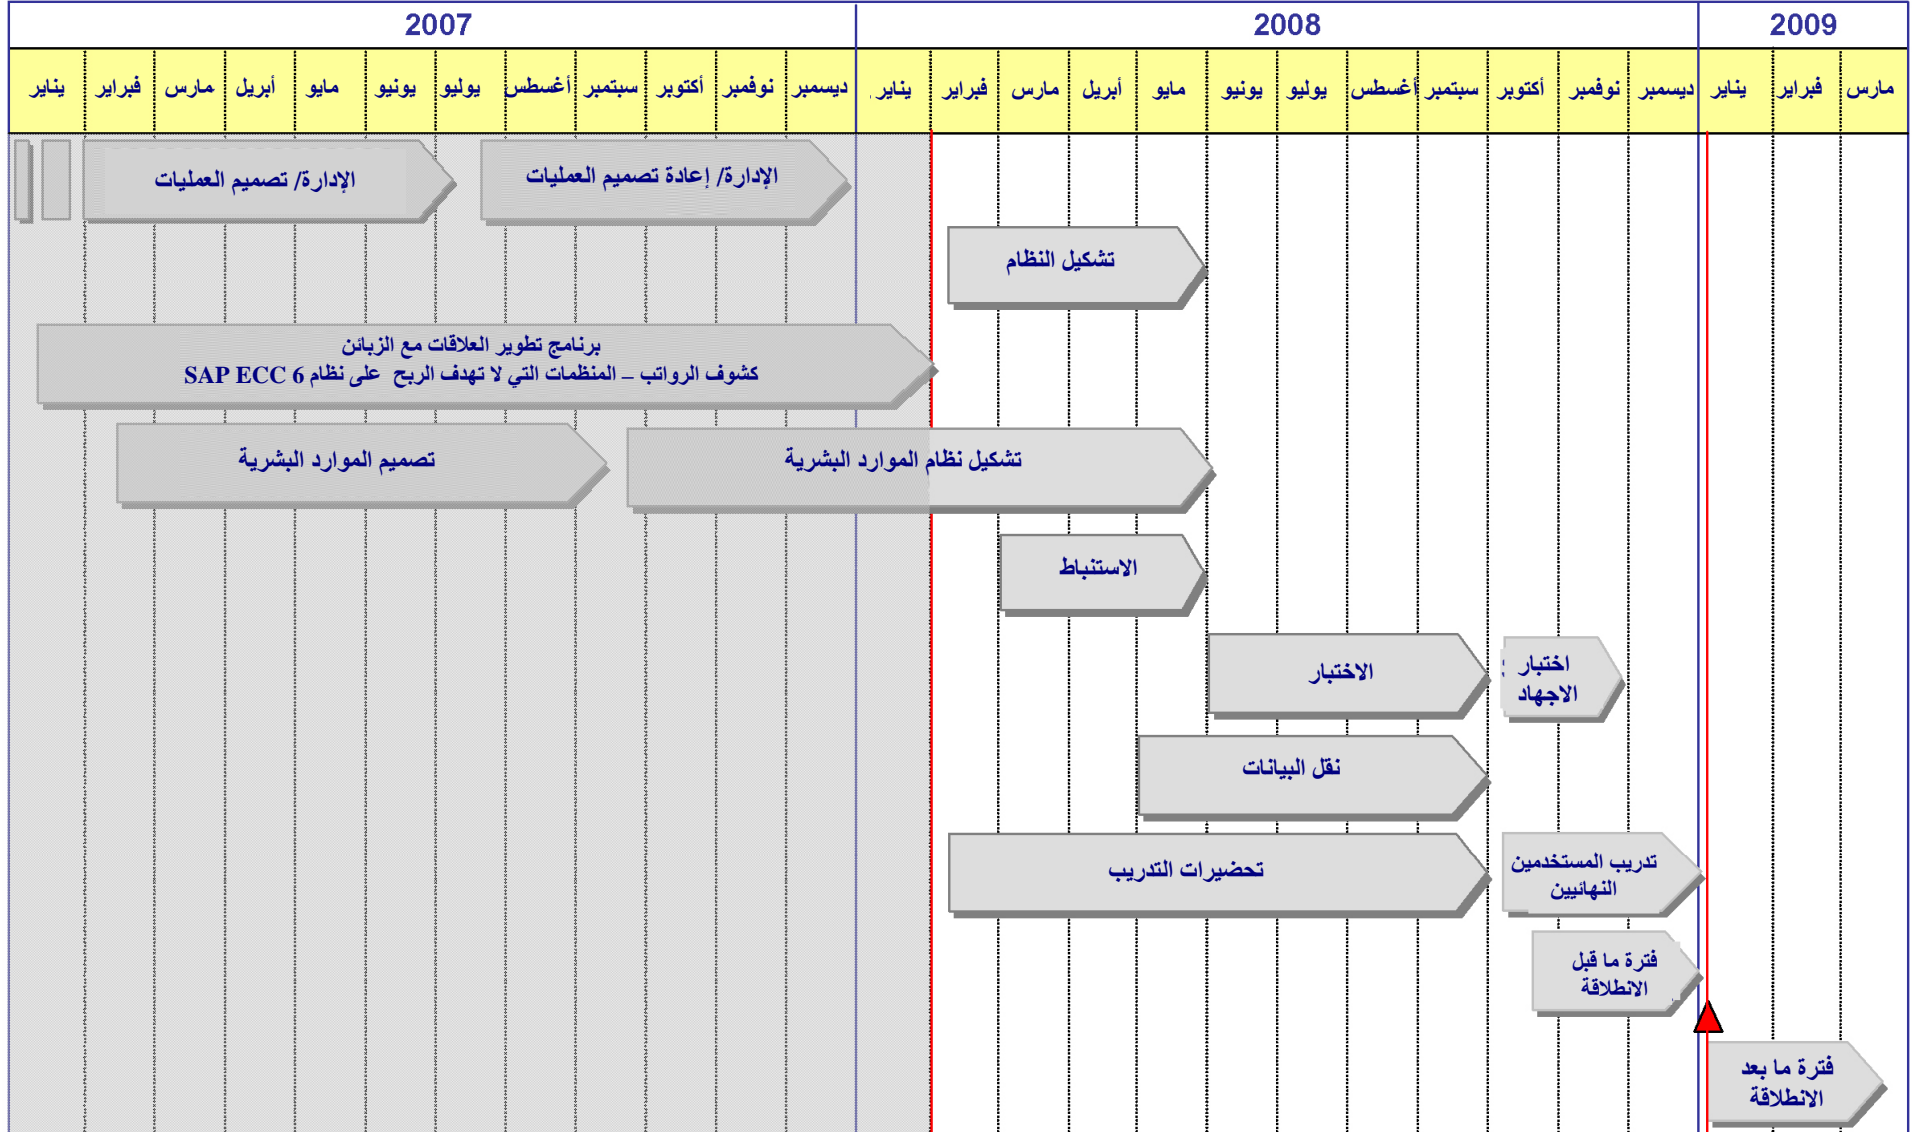 2007
2008
2009
يناير
فبراير
مارس
أبريل
مايو
يونيو
يوليو
أغسطس
سبتمبر
أكتوبر
نوفمبر
ديسمبر
يناير
فبراير
مارس
أبريل
مايو
يونيو
يوليو
أغسطس
سبتمبر
أكتوبر
نوفمبر
ديسمبر
يناير
فبراير
مارس
الإدارة/ تصميم العمليات
الإدارة/ إعادة تصميم العمليات
تشكيل النظام
برنامج تطوير العلاقات مع الزبائن
كشوف الرواتب – المنظمات التي لا تهدف الربح على نظام SAP ECC 6
تصميم الموارد البشرية
تشكيل نظام الموارد البشرية
الاستنباط
الاختبار
اختبار
الاجهاد
نقل البيانات
تحضيرات التدريب
تدريب المستخدمين
النهائيين
فترة ما قبل
الانطلاقة
فترة ما بعد
الانطلاقة